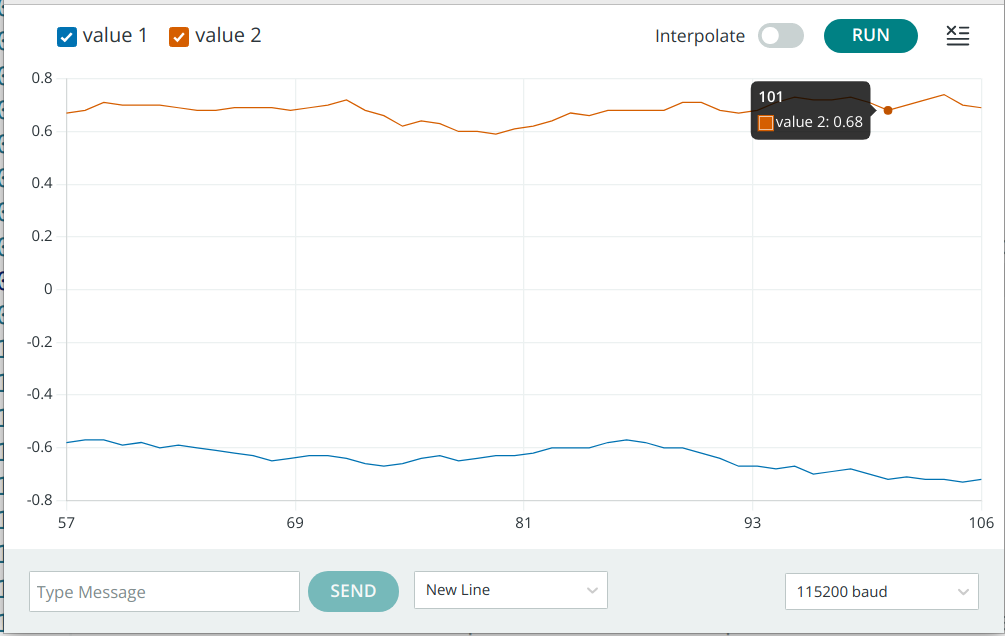 value 1 value 2 Interpolate RUN
0.8
101
value 2: 0.68
0.6
0.4
0.2
0
-0.2
-0.4
-0.6
-0.8
57 69 81 93 106
Type Message SEND New Line 115200 baud